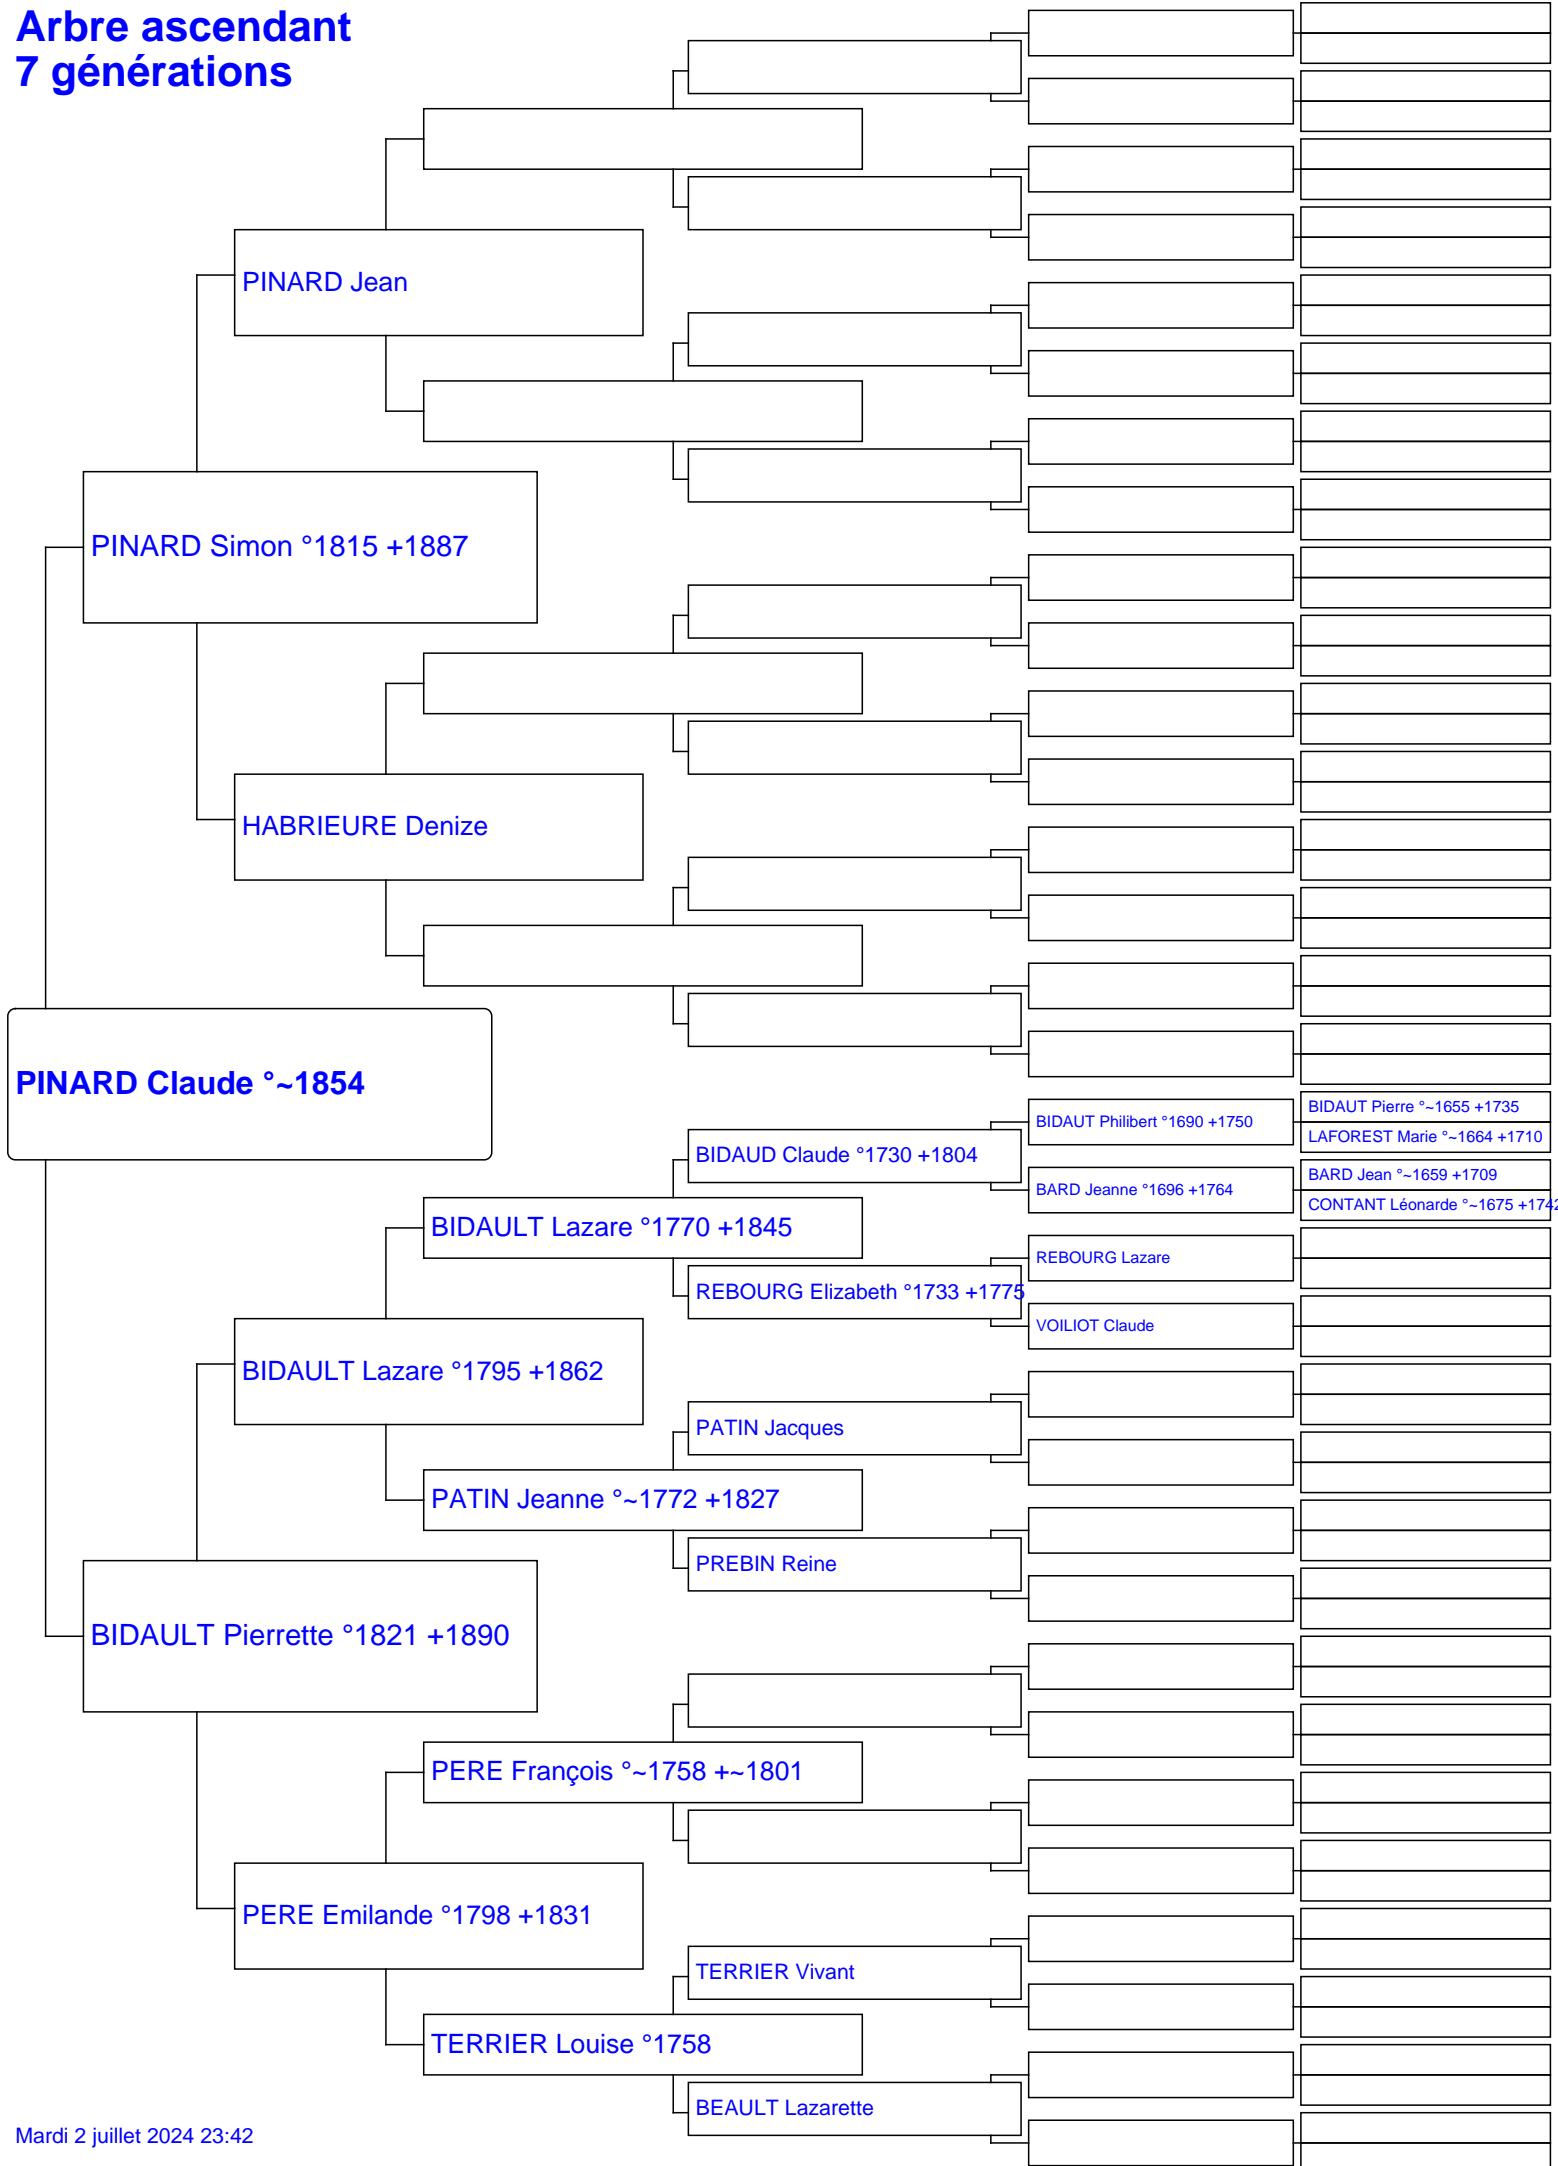 Arbre ascendant
7 générations
PINARD Jean
PINARD Simon °1815 +1887
HABRIEURE Denize
PINARD Claude °~1854
BIDAUT Philibert °1690 +1750
BIDAUT Pierre °~1655 +1735
LAFOREST Marie °~1664 +1710
BIDAUD Claude °1730 +1804
BARD Jeanne °1696 +1764
BARD Jean °~1659 +1709
CONTANT Léonarde °~1675 +1742
BIDAULT Lazare °1770 +1845
REBOURG Lazare
REBOURG Elizabeth °1733 +1775
VOILIOT Claude
BIDAULT Lazare °1795 +1862
PATIN Jacques
PATIN Jeanne °~1772 +1827
PREBIN Reine
BIDAULT Pierrette °1821 +1890
PERE François °~1758 +~1801
PERE Emilande °1798 +1831
TERRIER Vivant
TERRIER Louise °1758
BEAULT Lazarette
Mardi 2 juillet 2024 23:42